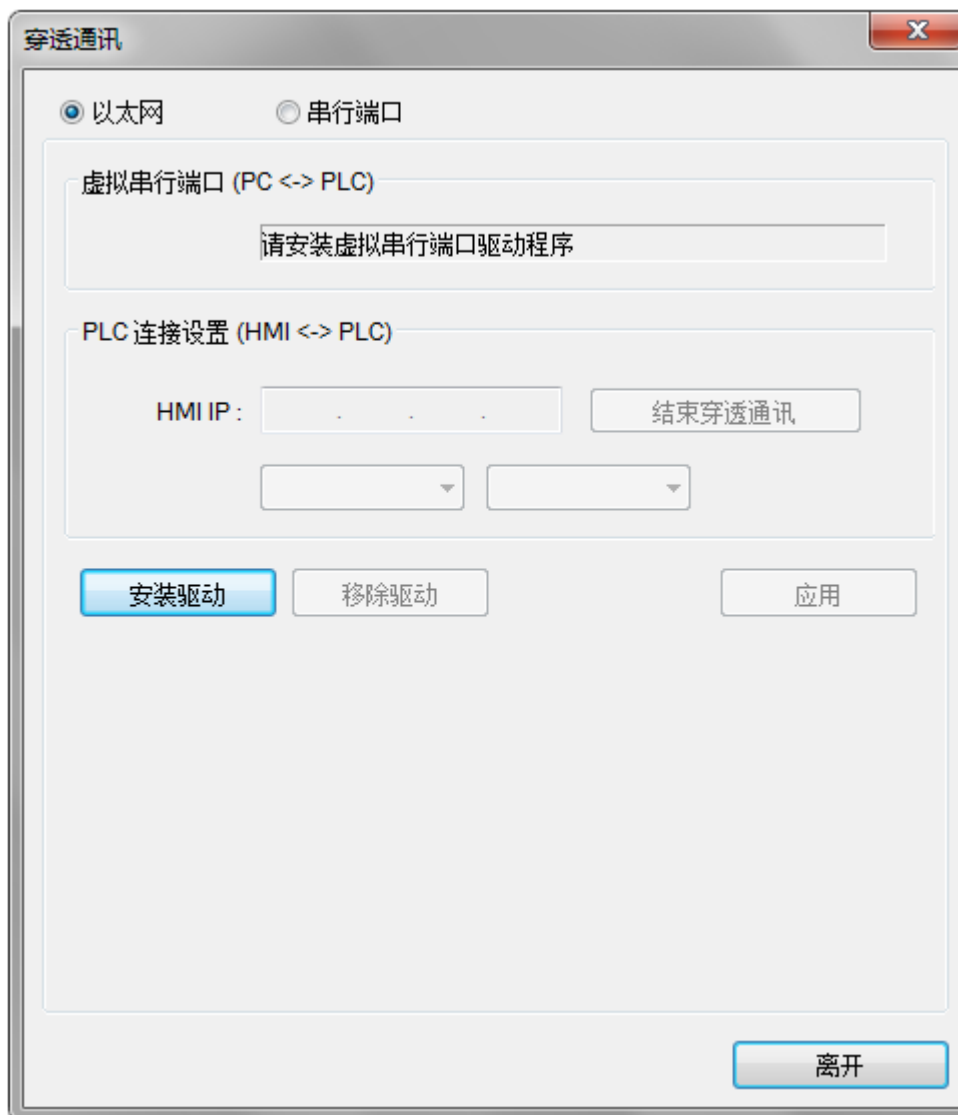 穿透通讯
以太网 串行端口
虚拟串行端口 (PC <-> PLC)
请安装虚拟串行端口驱动程序
PLC 连接设置 (HMI <-> PLC)
HMI IP : . . . 结束穿透通讯
安装驱动 移除驱动 应用
离开